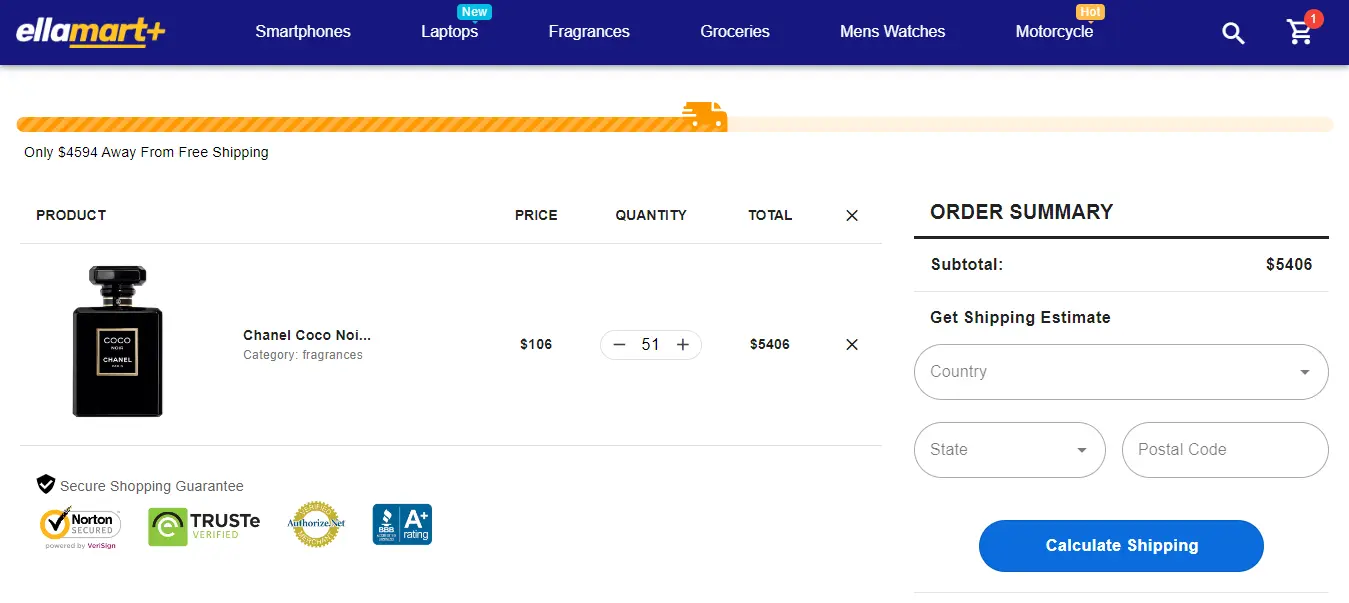 ellamart+
Smartphones
Laptops
New
Fragrances
Groceries
Mens Watches
Motorcycle
Hot
1
Only $4594 Away From Free Shipping
PRODUCT PRICE QUANTITY TOTAL
COCO
NOIR
CHANEL
PARIS
Chanel Coco Noi...
Category: fragrances
$106
51
$5406
Secure Shopping Guarantee
Norton
SECURED
powered by VeriSign
TRUSTe
VERIFIED
Authorize.Net
BBB
A+
rating
ORDER SUMMARY
Subtotal: $5406
Get Shipping Estimate
Country
State
Postal Code
Calculate Shipping